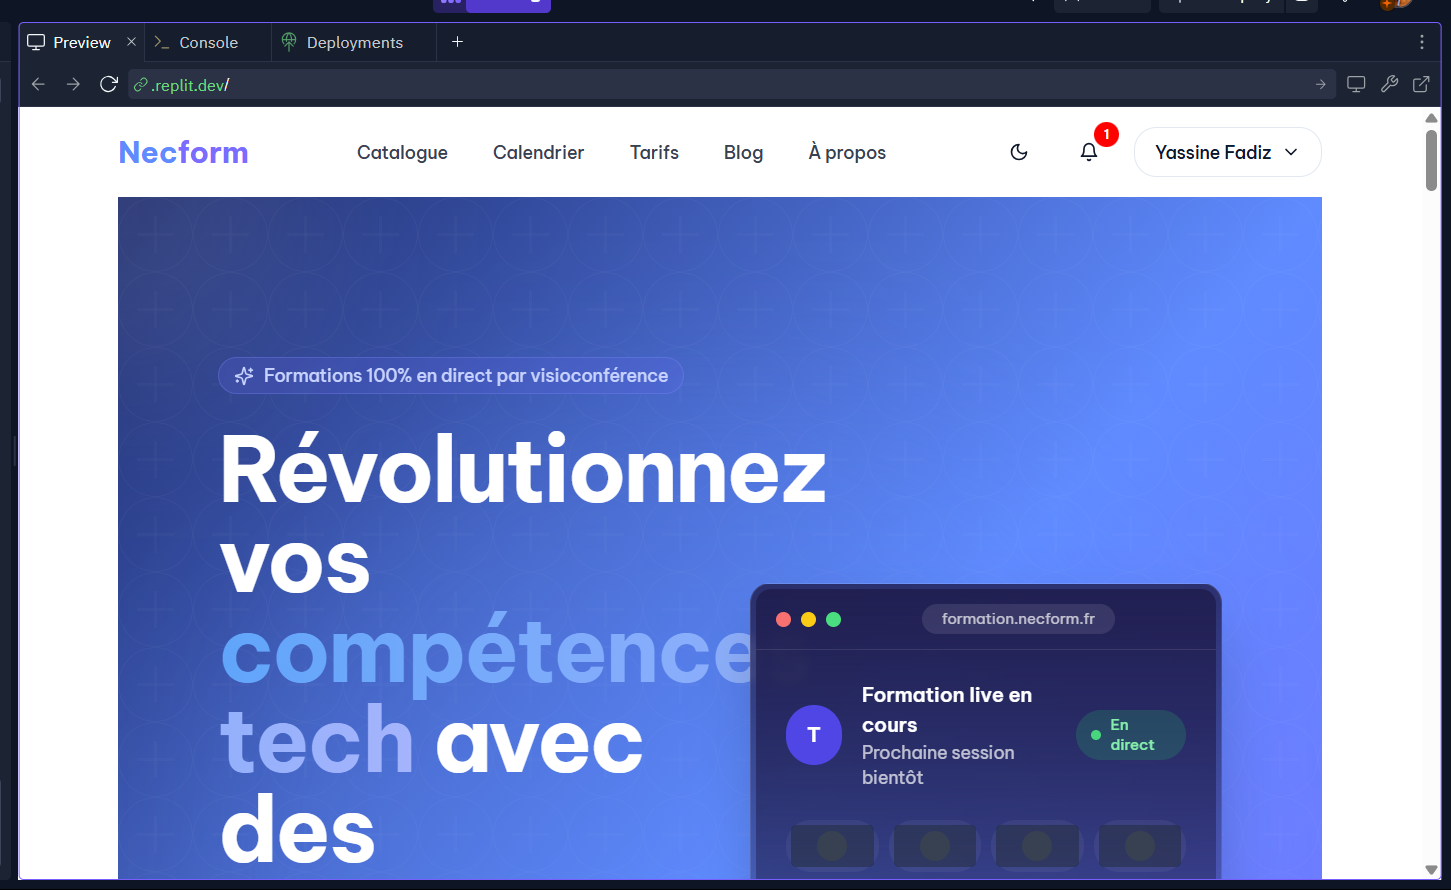 Preview
Console
Deployments
.replit.dev/
Necform
Catalogue
Calendrier
Tarifs
Blog
À propos
1
Yassine Fadiz
Formations 100% en direct par visioconférence
Révolutionnez
vos
compétence
tech avec
des
formation.necform.fr
T
Formation live en
cours
Prochaine session
bientôt
En
direct